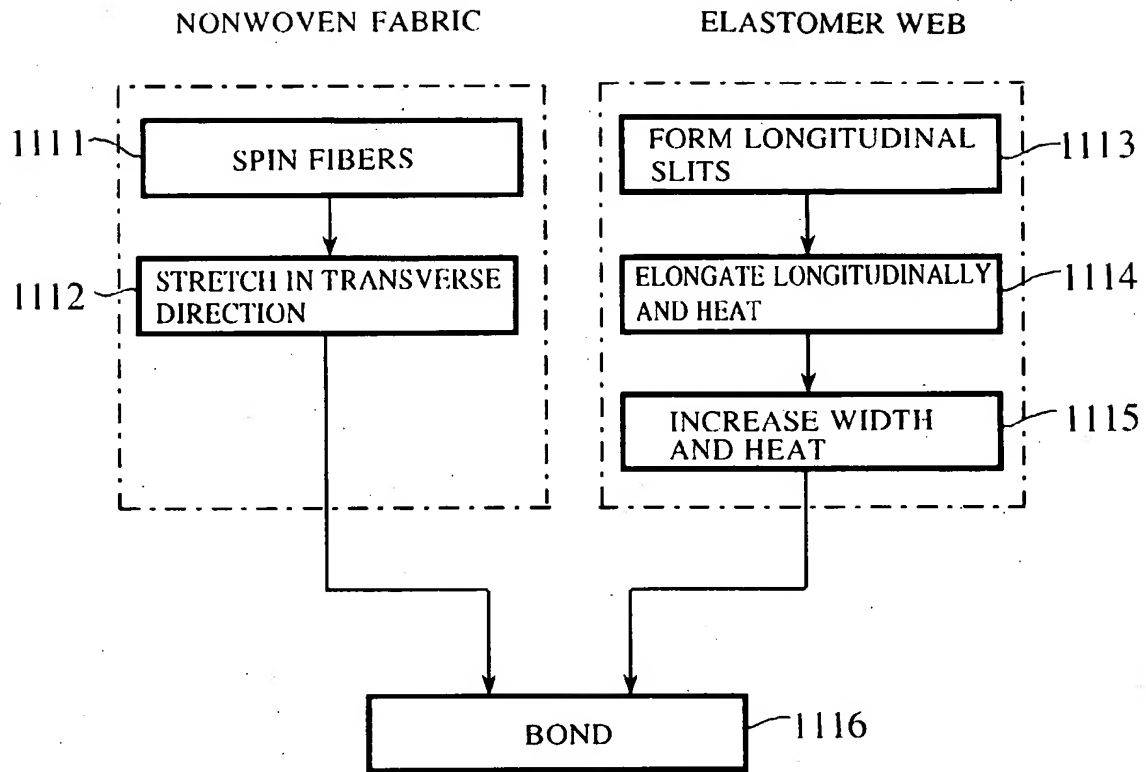 NONWOVEN FABRIC
ELASTOMER WEB
1111
SPIN FIBERS
1112
STRETCH IN TRANSVERSE
DIRECTION
FORM LONGITUDINAL
SLITS
1113
ELONGATE LONGITUDINALLY
AND HEAT
1114
INCREASE WIDTH
AND HEAT
1115
BOND
1116